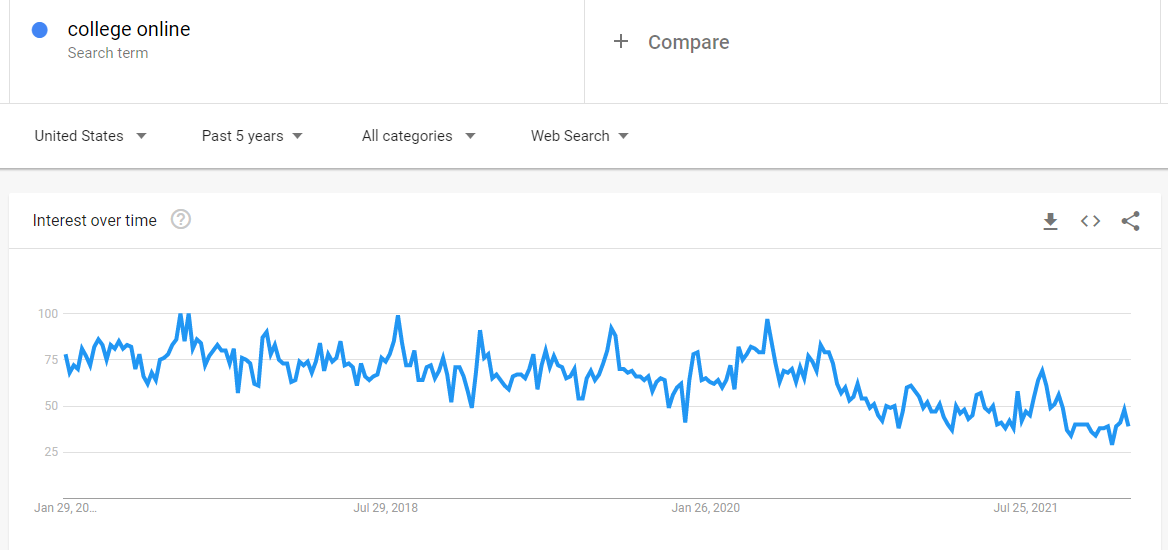 college online
Search term
+ Compare
United States
Past 5 years
All categories
Web Search
Interest over time ?
100
75
50
25
Jan 29, 20...
Jul 29, 2018
Jan 26, 2020
Jul 25, 2021